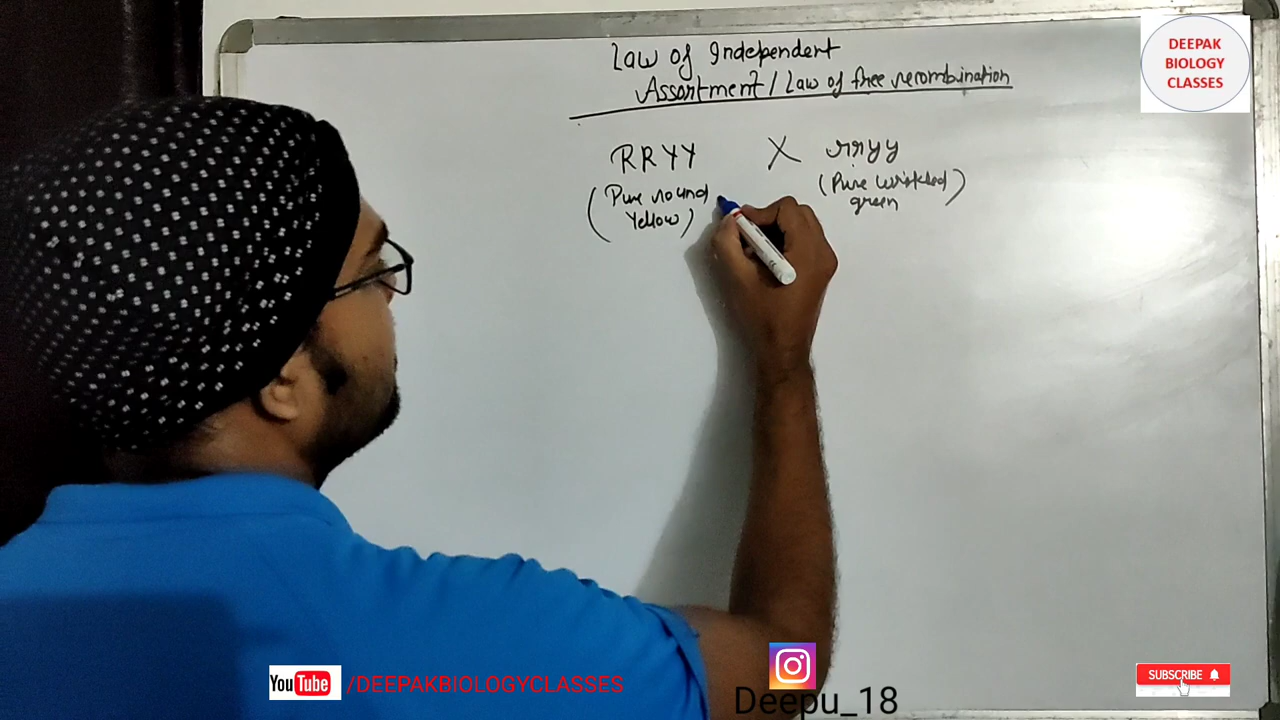 Law of Independent
Assortment / Law of free recombination
DEEPAK
BIOLOGY
CLASSES
RRYY X rryy
(Pure round
Yellow)
(Pure wrinkled)
green
YouTube /DEEPAKBIOLOGYCLASSES
Deepu_18
SUBSCRIBE